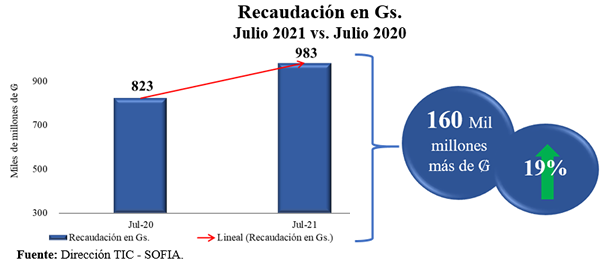 Recaudación en Gs.
Julio 2021 vs. Julio 2020
Miles de millones de ₲
900
700
500
300
823
983
Jul-20
Jul-21
Recaudación en Gs.
Lineal (Recaudación en Gs.)
160 Mil
millones
más de ₲
19%
Fuente: Dirección TIC - SOFIA.